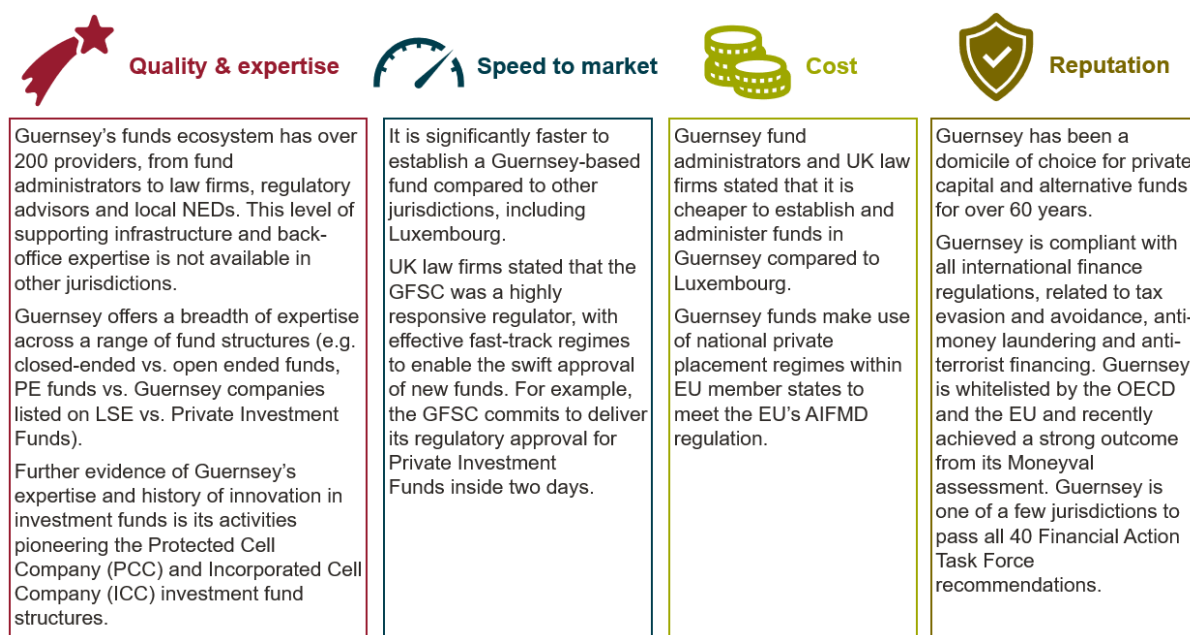 Quality & expertise
Guernsey's funds ecosystem has over
200 providers, from fund
administrators to law firms, regulatory
advisors and local NEDs. This level of
supporting infrastructure and back-
office expertise is not available in
other jurisdictions.
Guernsey offers a breadth of expertise
across a range of fund structures (e.g.
closed-ended vs. open ended funds,
PE funds vs. Guernsey companies
listed on LSE vs. Private Investment
Funds).
Further evidence of Guernsey's
expertise and history of innovation in
investment funds is its activities
pioneering the Protected Cell
Company (PCC) and Incorporated Cell
Company (ICC) investment fund
structures.
Speed to market
It is significantly faster to
establish a Guernsey-based
fund compared to other
jurisdictions, including
Luxembourg.
UK law firms stated that the
GFSC was a highly
responsive regulator, with
effective fast-track regimes
to enable the swift approval
of new funds. For example,
the GFSC commits to deliver
its regulatory approval for
Private Investment
Funds inside two days.
Cost
Guernsey fund
administrators and UK law
firms stated that it is
cheaper to establish and
administer funds in
Guernsey compared to
Luxembourg.
Guernsey funds make use
of national private
placement regimes within
EU member states to
meet the EU's AIFMD
regulation.
Reputation
Guernsey has been a
domicile of choice for private
capital and alternative funds
for over 60 years.
Guernsey is compliant with
all international finance
regulations, related to tax
evasion and avoidance, anti-
money laundering and anti-
terrorist financing. Guernsey
is whitelisted by the OECD
and the EU and recently
achieved a strong outcome
from its Moneyval
assessment. Guernsey is
one of a few jurisdictions to
pass all 40 Financial Action
Task Force
recommendations.